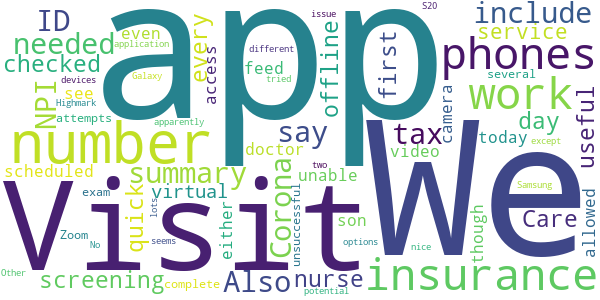 app
We
Visit
number
work
phones
insurance
include
service
ID
needed
checked
NPI
every
even
application
access
feed
tried
different
issue
S20
offline
first
camera
several
useful
see
devices
Galaxy
Highmark
attempts
apparently
doctor
say
tax
video
today
day
two
except
scheduled
summary
quick
virtual
Corona
unable
son
options
though
Samsung
Care
allowed
exam
lots
Zoom
No
seems
either
unsuccessful
nurse
nice
screening
complete
Also
Other
potential